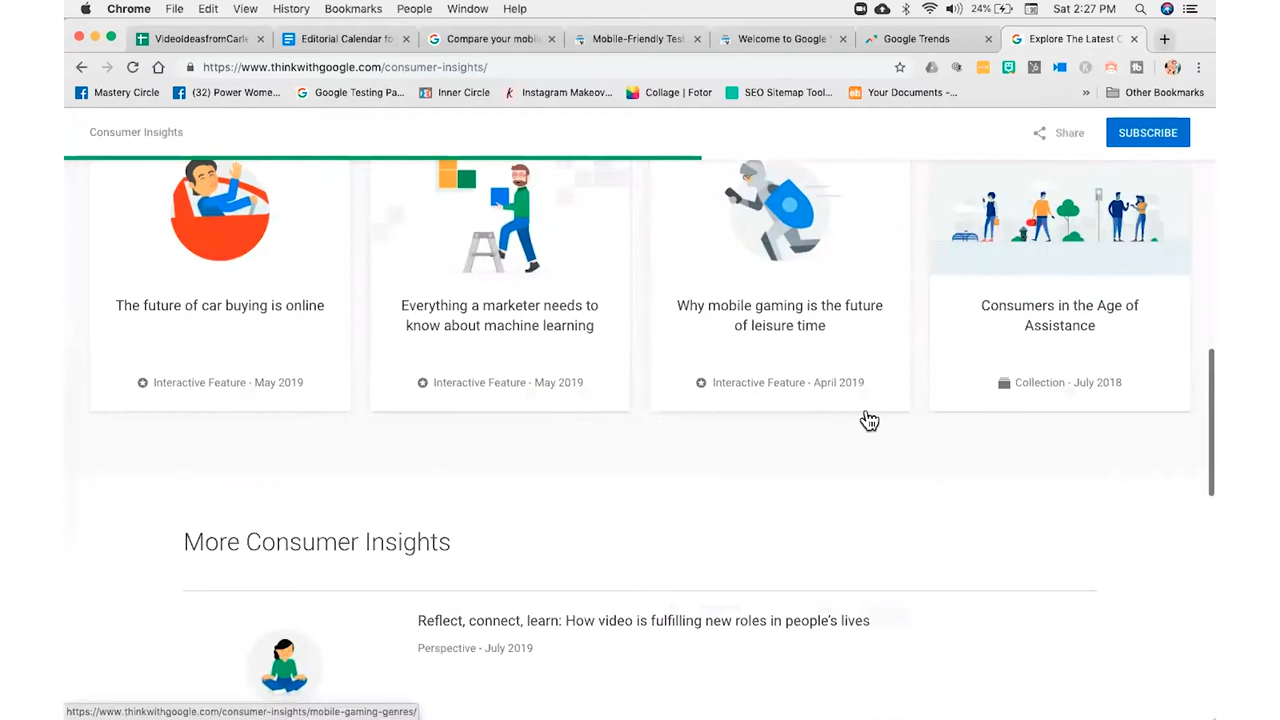 Chrome File Edit View History Bookmarks People Window Help 24% Sat 2:27 PM
VideoIdeasfromCarle Editorial Calendar fo Compare your mobil Mobile-Friendly Tes Welcome to Google Google Trends Explore The Latest C
https://www.thinkwithgoogle.com/consumer-insights/
Mastery Circle (32) Power Wome... Google Testing Pa... Inner Circle Instagram Makeov... Collage | Fotor SEO Sitemap Tool... Your Documents -... » Other Bookmarks
Consumer Insights Share SUBSCRIBE
The future of car buying is online
Interactive Feature - May 2019
Everything a marketer needs to
know about machine learning
Interactive Feature - May 2019
Why mobile gaming is the future
of leisure time
Interactive Feature - April 2019
Consumers in the Age of
Assistance
Collection - July 2018
More Consumer Insights
Reflect, connect, learn: How video is fulfilling new roles in people's lives
Perspective - July 2019
https://www.thinkwithgoogle.com/consumer-insights/mobile-gaming-genres/